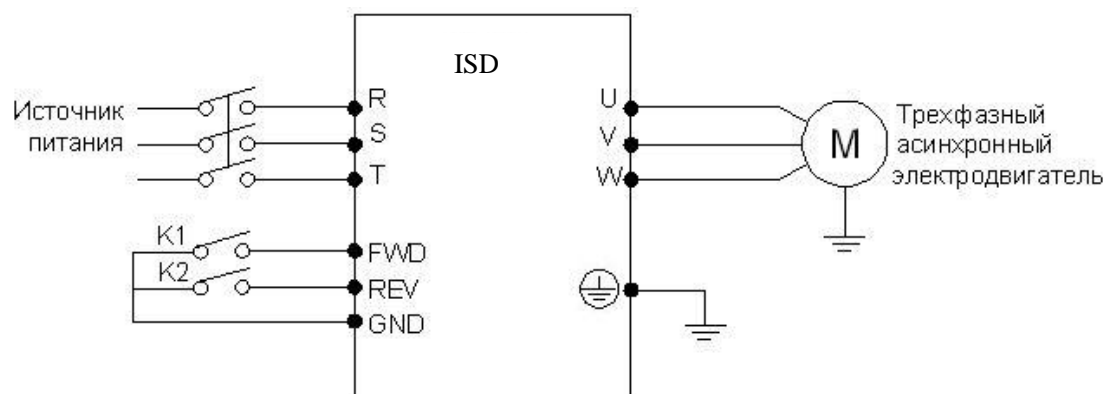 ISD
Источник
питания
R
S
T
U
V
W
M
Трехфазный
асинхронный
электродвигатель
K1
K2
FWD
REV
GND